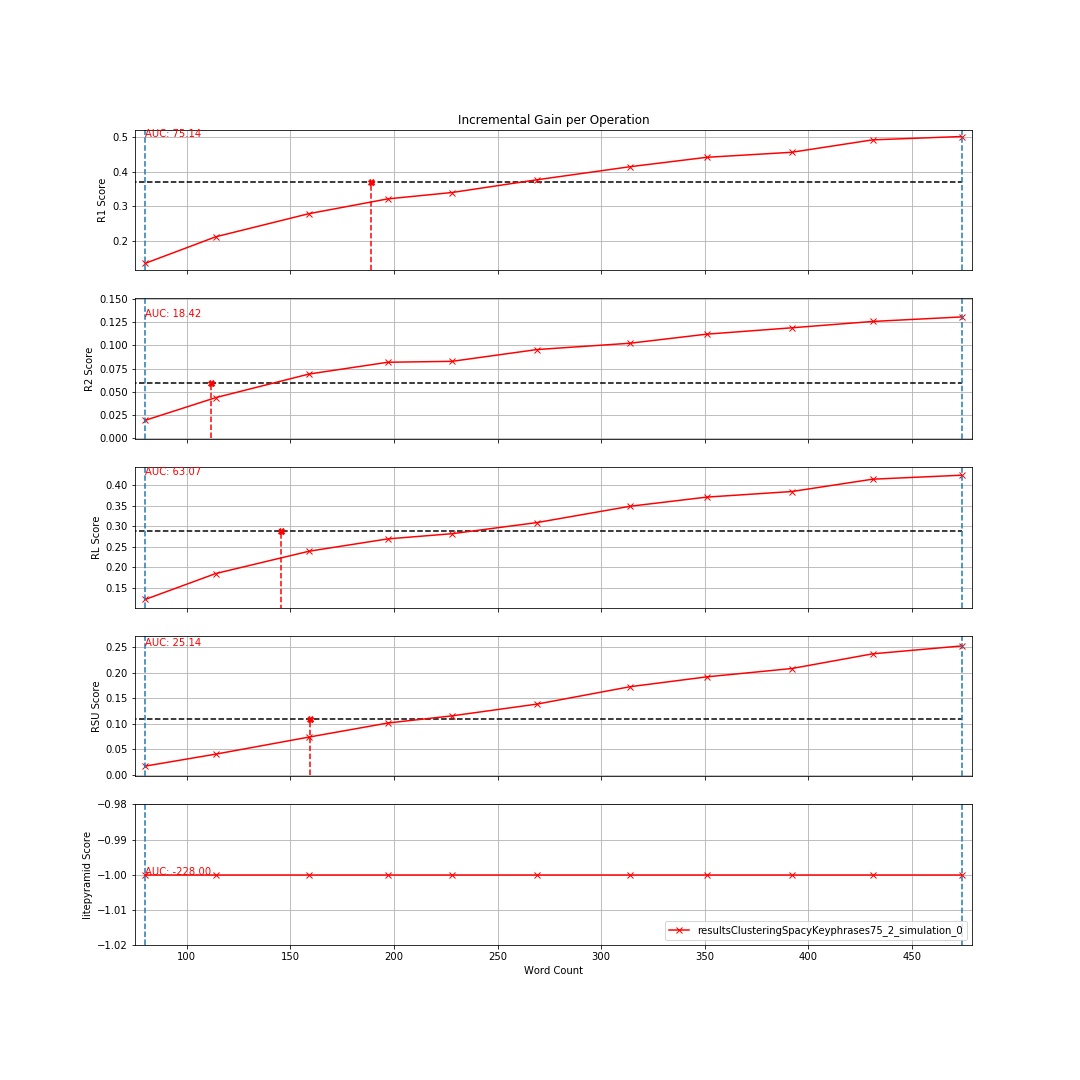 Incremental Gain per Operation
AUC: 75.14
0.5
0.4
0.3
0.2
R1 Score
AUC: 18.42
0.150
0.125
0.100
0.075
0.050
0.025
0.000
R2 Score
AUC: 63.07
0.40
0.35
0.30
0.25
0.20
0.15
RL Score
AUC: 25.14
0.25
0.20
0.15
0.10
0.05
0.00
RSU Score
−0.98
−0.99
−1.00
−1.01
−1.02
litepyramid Score
AUC: -228.00
resultsClusteringSpacyKeyphrases75_2_simulation_0
100 150 200 250 300 350 400 450
Word Count